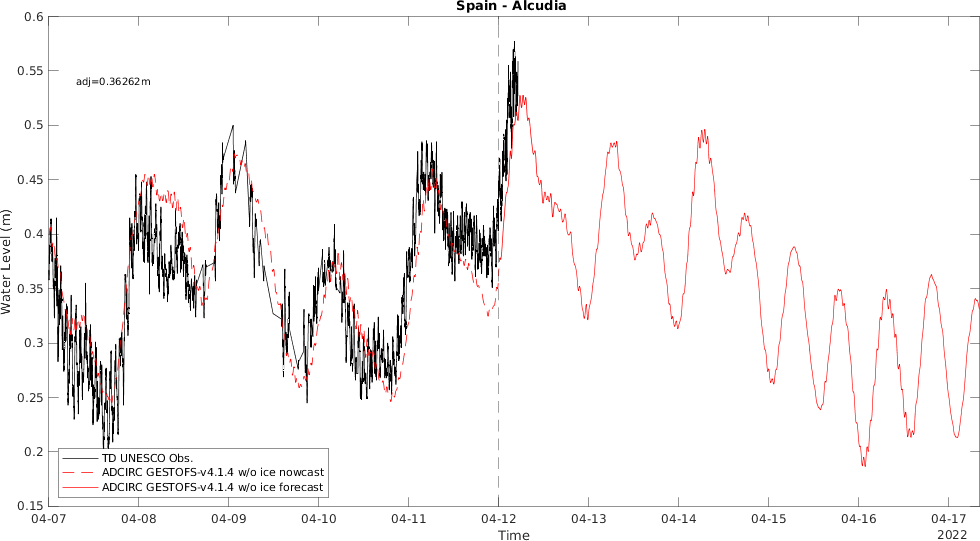 Spain - Alcudia
0.6
0.55
0.5
0.45
0.4
0.35
0.3
0.25
0.2
0.15
Water Level (m)
adj=0.36262m
TD UNESCO Obs.
ADCIRC GESTOFS-v4.1.4 w/o ice nowcast
ADCIRC GESTOFS-v4.1.4 w/o ice forecast
04-07 04-08 04-09 04-10 04-11 04-12 04-13 04-14 04-15 04-16 04-17
Time 2022